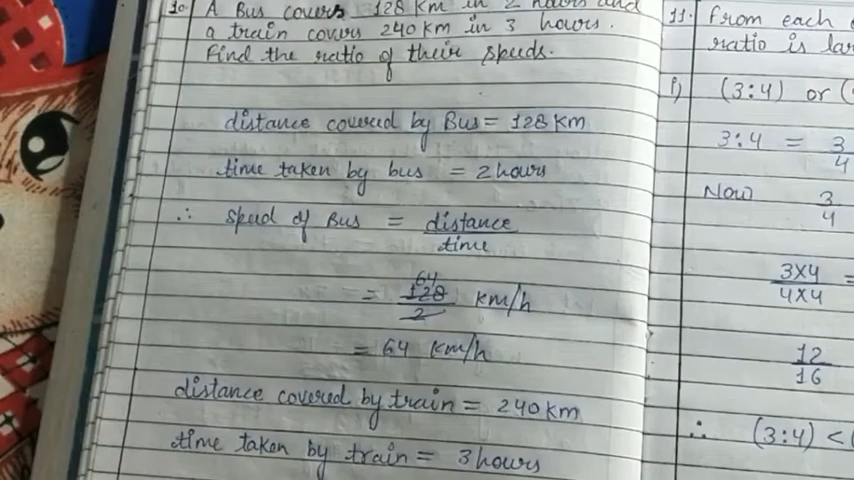 10. A Bus covers 128 km in 2 hours and
a train covers 240 km in 3 hours.
Find the ratio of their speeds.
distance covered by Bus = 128 km
time taken by bus = 2 hours
∴ speed of Bus = distance
time
64
= 128 km/h
2
= 64 km/h
distance covered by train = 240 km
time taken by train = 3 hours
11. From each
ratio is
i) (3:4) or (
3:4 = 3
4
Now 3
4
3×4 =
4×4
12
16
∴ (3:4) < (